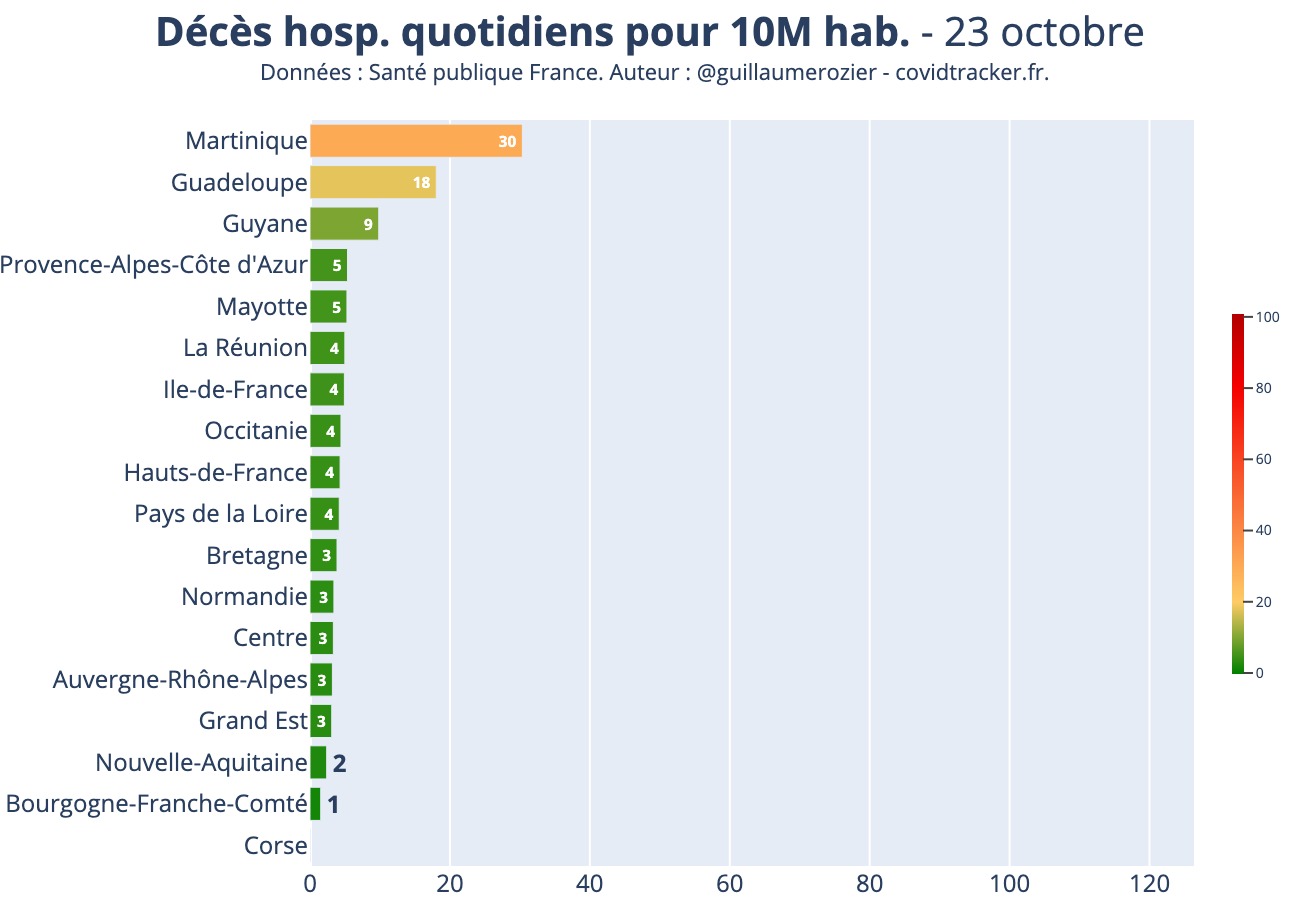 Décès hosp. quotidiens pour 10M hab. - 23 octobre
Données : Santé publique France. Auteur : @guillaumerozier - covidtracker.fr.
Martinique 30
Guadeloupe 18
Guyane 9
Provence-Alpes-Côte d'Azur 5
Mayotte 5
La Réunion 4
Ile-de-France 4
Occitanie 4
Hauts-de-France 4
Pays de la Loire 4
Bretagne 3
Normandie 3
Centre 3
Auvergne-Rhône-Alpes 3
Grand Est 3
Nouvelle-Aquitaine 2
Bourgogne-Franche-Comté 1
Corse
0 20 40 60 80 100 120
100
80
60
40
20
0